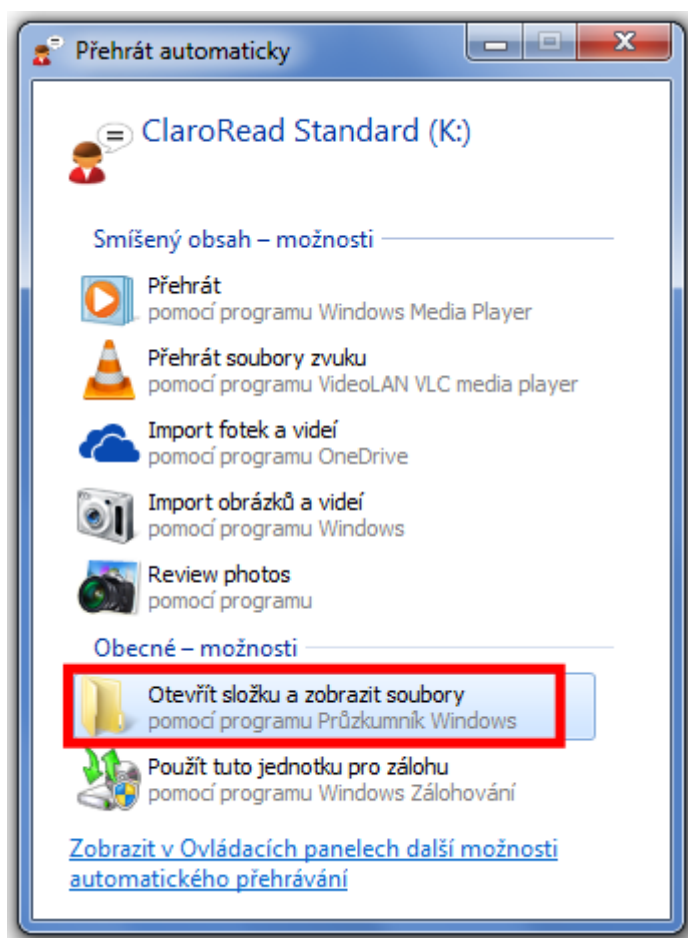 Přehrát automaticky
ClaroRead Standard (K:)
Smíšený obsah – možnosti
Přehrát
pomocí programu Windows Media Player
Přehrát soubory zvuku
pomocí programu VideoLAN VLC media player
Import fotek a videí
pomocí programu OneDrive
Import obrázků a videí
pomocí programu Windows
Review photos
pomocí programu
Obecné – možnosti
Otevřít složku a zobrazit soubory
pomocí programu Průzkumník Windows
Použít tuto jednotku pro zálohu
pomocí programu Windows Zálohování
Zobrazit v Ovládacích panelech další možnosti
automatického přehrávání